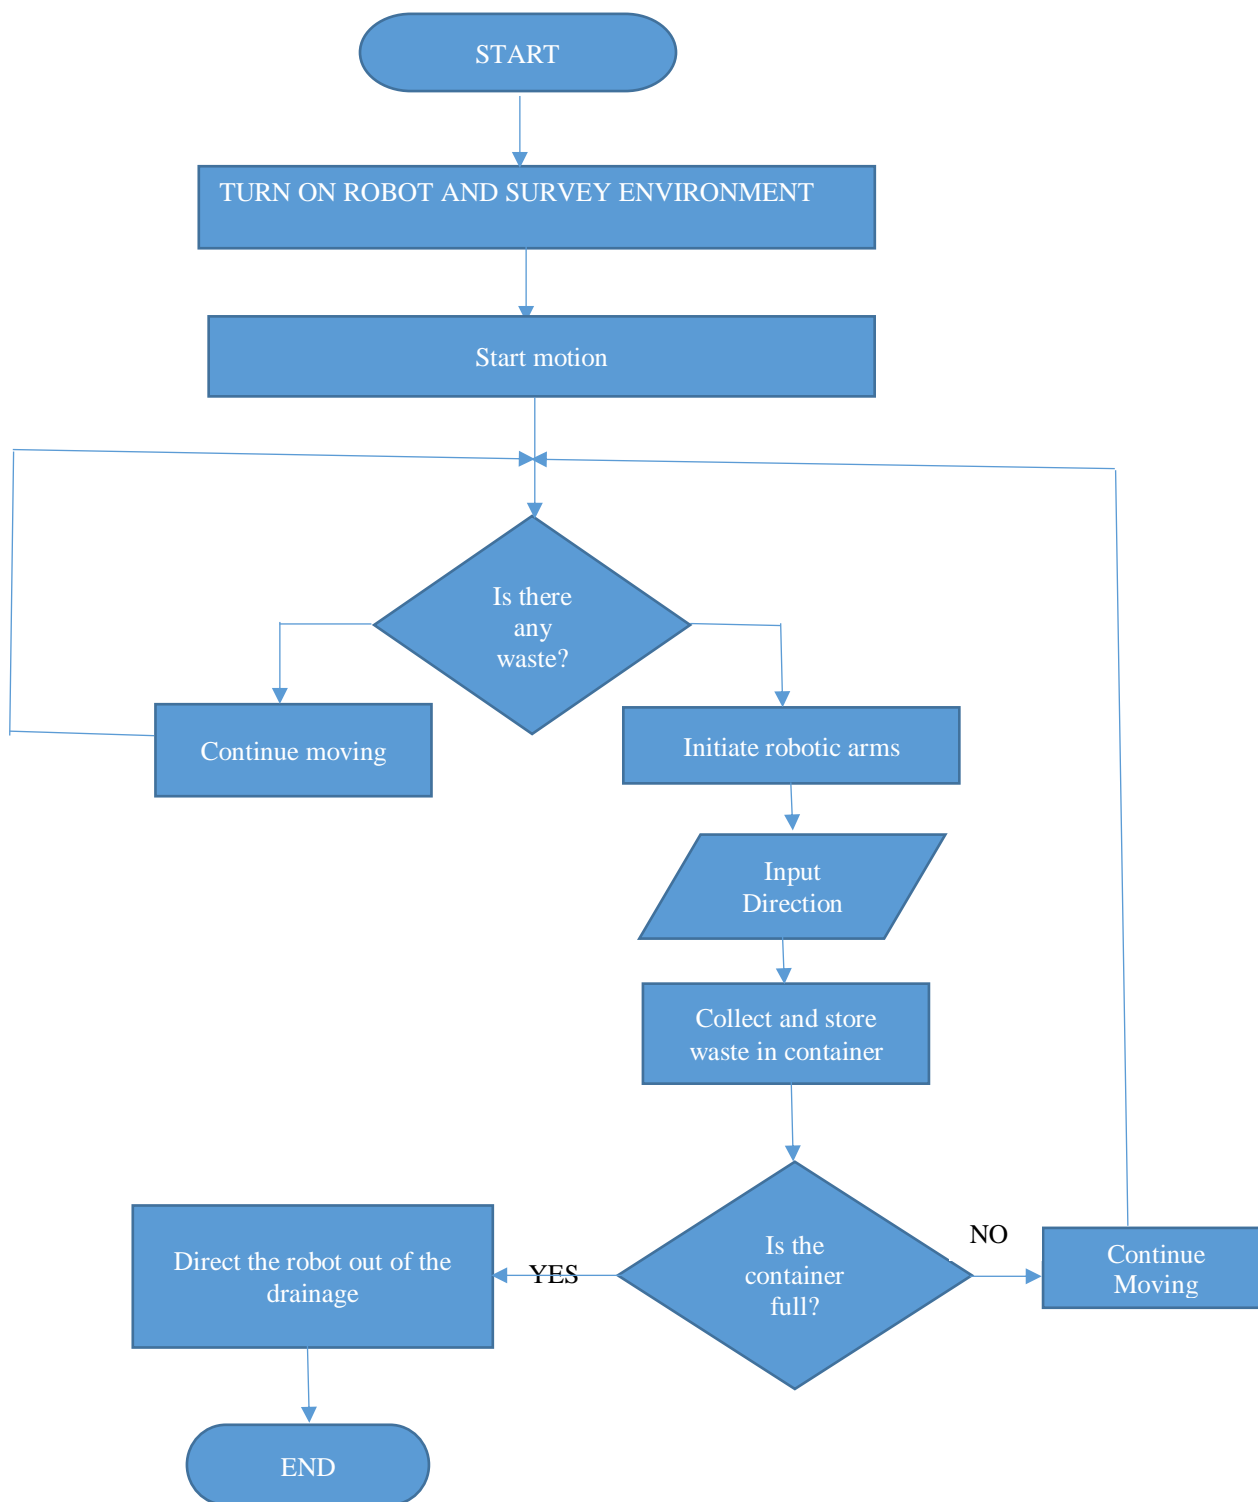 START
TURN ON ROBOT AND SURVEY ENVIRONMENT
Start motion
Is there
any
waste?
Continue moving
Initiate robotic arms
Input
Direction
Collect and store
waste in container
Is the
container
full?
NO
Continue
Moving
YES
Direct the robot out of the
drainage
END